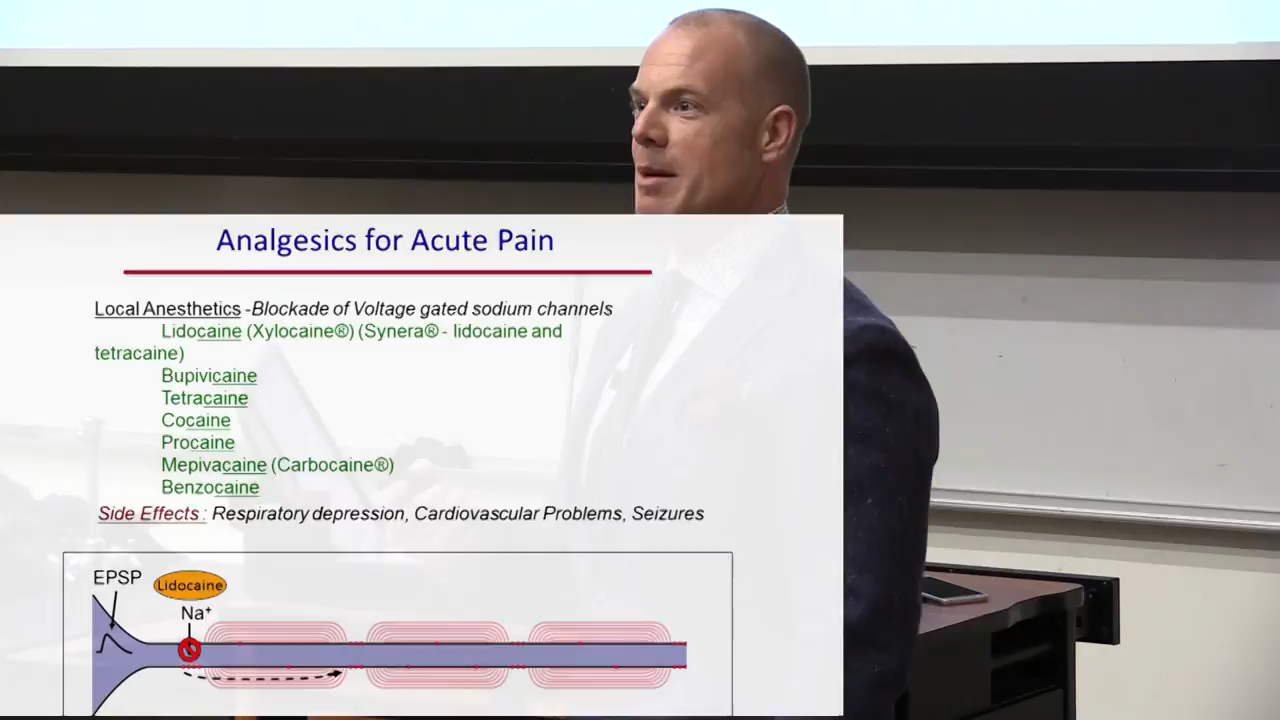 Analgesics for Acute Pain
Local Anesthetics -Blockade of Voltage gated sodium channels
Lidocaine (Xylocaine®) (Synera® - lidocaine and
tetracaine)
Bupivicaine
Tetracaine
Cocaine
Procaine
Mepivacaine (Carbocaine®)
Benzocaine
Side Effects : Respiratory depression, Cardiovascular Problems, Seizures
EPSP
Lidocaine
Na⁺